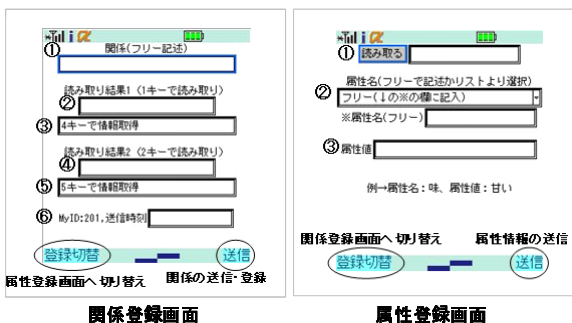 ① 関係(フリー記述)
読み取り結果1 (1キーで読み取り)
②
③ 4キーで情報取得
読み取り結果2 (2キーで読み取り)
④
⑤ 5キーで情報取得
⑥ MyID:201,送信時刻
登録切替 送信
属性登録画面へ切り替え 関係の送信・登録
関係登録画面
① 読み取る
属性名(フリーで記述かリストより選択)
② フリー(↓の※の欄に記入)
※属性名(フリー)
③ 属性値
例→属性名:味、属性値:甘い
関係登録画面へ切り替え 属性情報の送信
登録切替 送信
属性登録画面